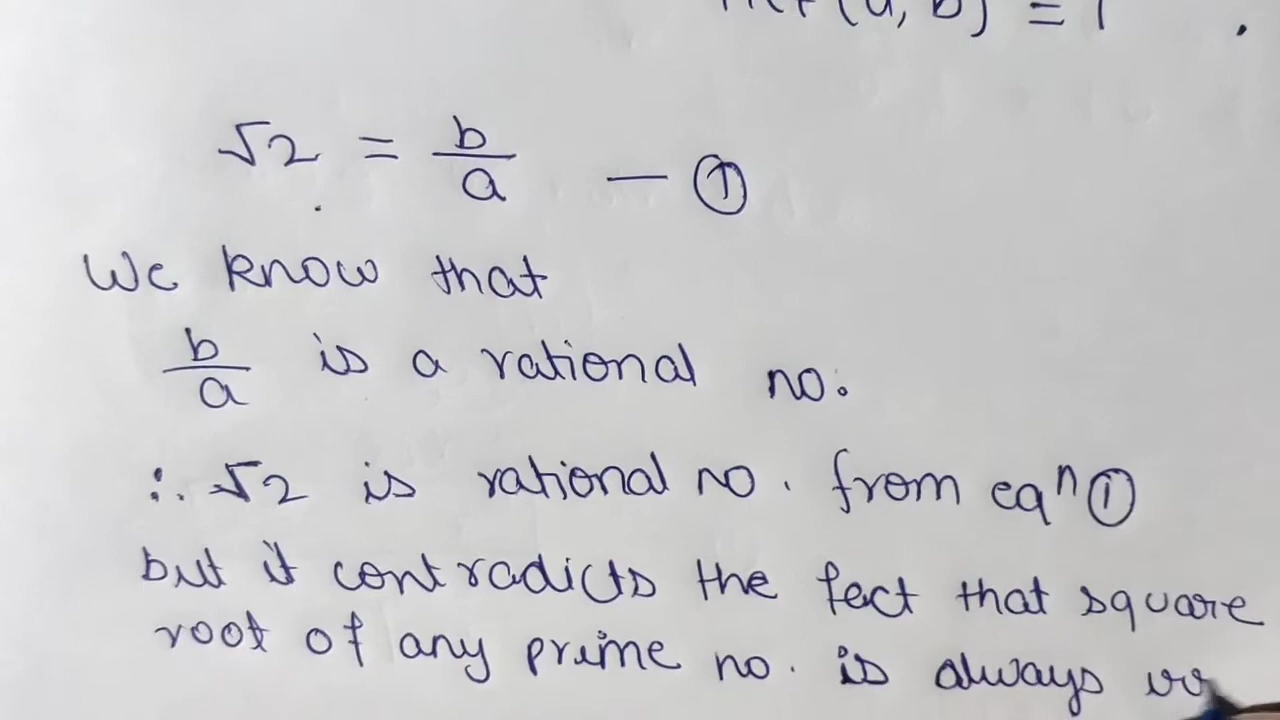 (a, b) = 1 .
√2 = b/a — ①
We know that
b/a is a rational no.
∴ √2 is rational no. from eqⁿ ①
but it contradicts the fact that square
root of any prime no. is always